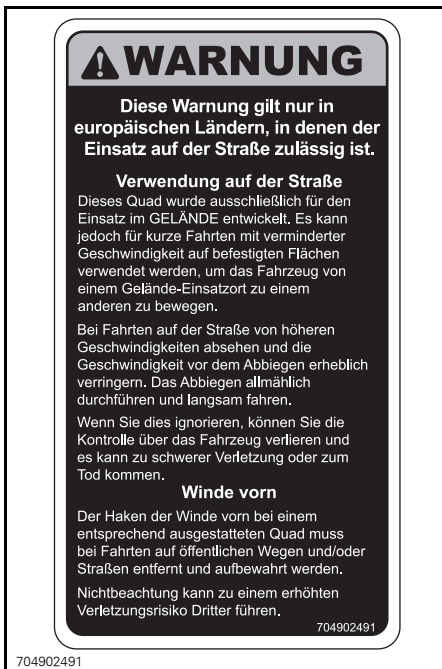 WARNUNG
Diese Warnung gilt nur in
europäischen Ländern, in denen der
Einsatz auf der Straße zulässig ist.
Verwendung auf der Straße
Dieses Quad wurde ausschließlich für den
Einsatz im GELÄNDE entwickelt. Es kann
jedoch für kurze Fahrten mit verminderter
Geschwindigkeit auf befestigten Flächen
verwendet werden, um das Fahrzeug von
einem Gelände-Einsatzort zu einem
anderen zu bewegen.
Bei Fahrten auf der Straße von höheren
Geschwindigkeiten absehen und die
Geschwindigkeit vor dem Abbiegen erheblich
verringern. Das Abbiegen allmählich
durchführen und langsam fahren.
Wenn Sie dies ignorieren, können Sie die
Kontrolle über das Fahrzeug verlieren und
es kann zu schwerer Verletzung oder zum
Tod kommen.
Winde vorn
Der Haken der Winde vorn bei einem
entsprechend ausgestatteten Quad muss
bei Fahrten auf öffentlichen Wegen und/oder
Straßen entfernt und aufbewahrt werden.
Nichtbeachtung kann zu einem erhöhten
Verletzungsrisiko Dritter führen.
704902491
704902491